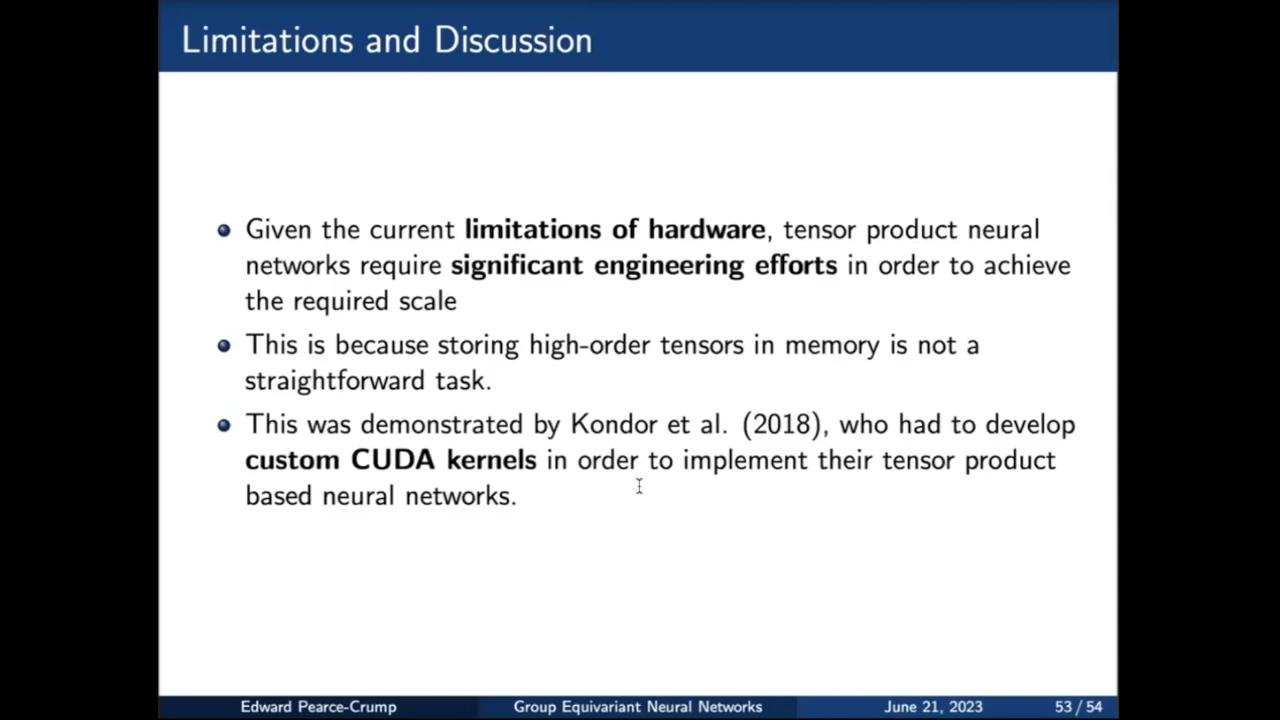 Limitations and Discussion
Given the current limitations of hardware, tensor product neural
networks require significant engineering efforts in order to achieve
the required scale
This is because storing high-order tensors in memory is not a
straightforward task.
This was demonstrated by Kondor et al. (2018), who had to develop
custom CUDA kernels in order to implement their tensor product
based neural networks.
Edward Pearce-Crump Group Equivariant Neural Networks June 21, 2023 53 / 54